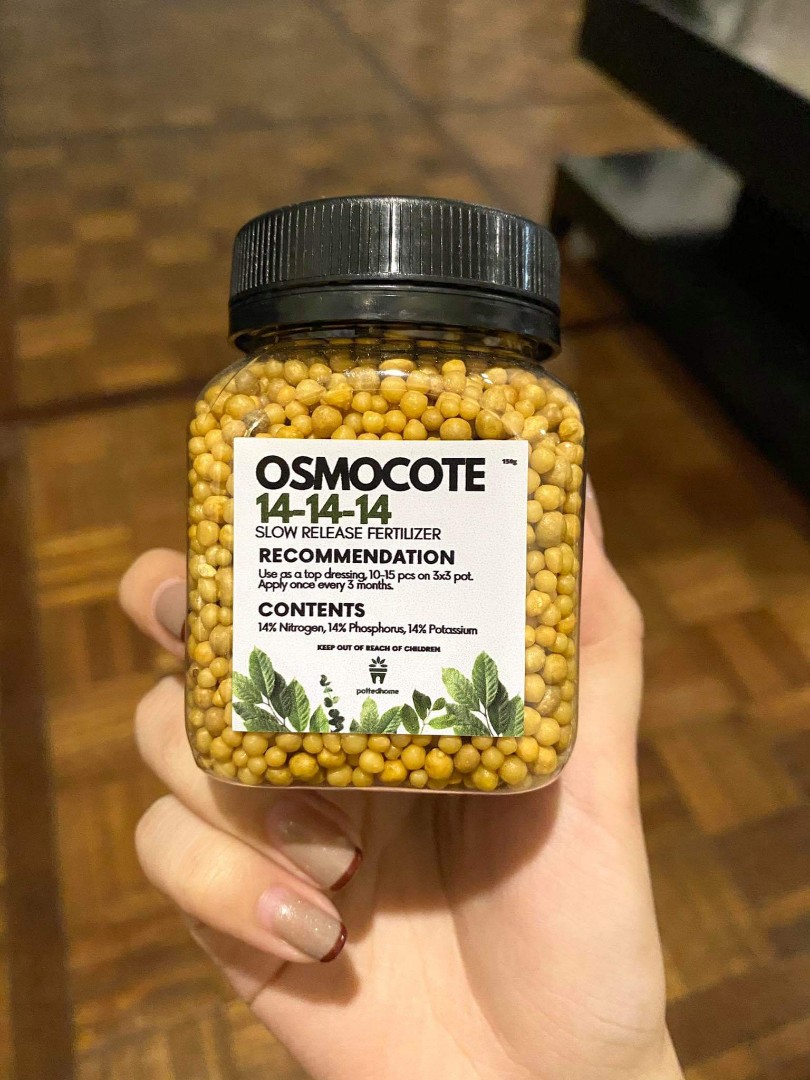 OSMOCOTE
150g
14-14-14
SLOW RELEASE FERTILIZER
RECOMMENDATION
Use as a top dressing, 10-15 pcs on 3x3 pot.
Apply once every 3 months.
CONTENTS
14% Nitrogen, 14% Phosphorus, 14% Potassium
KEEP OUT OF REACH OF CHILDREN
pottedhome